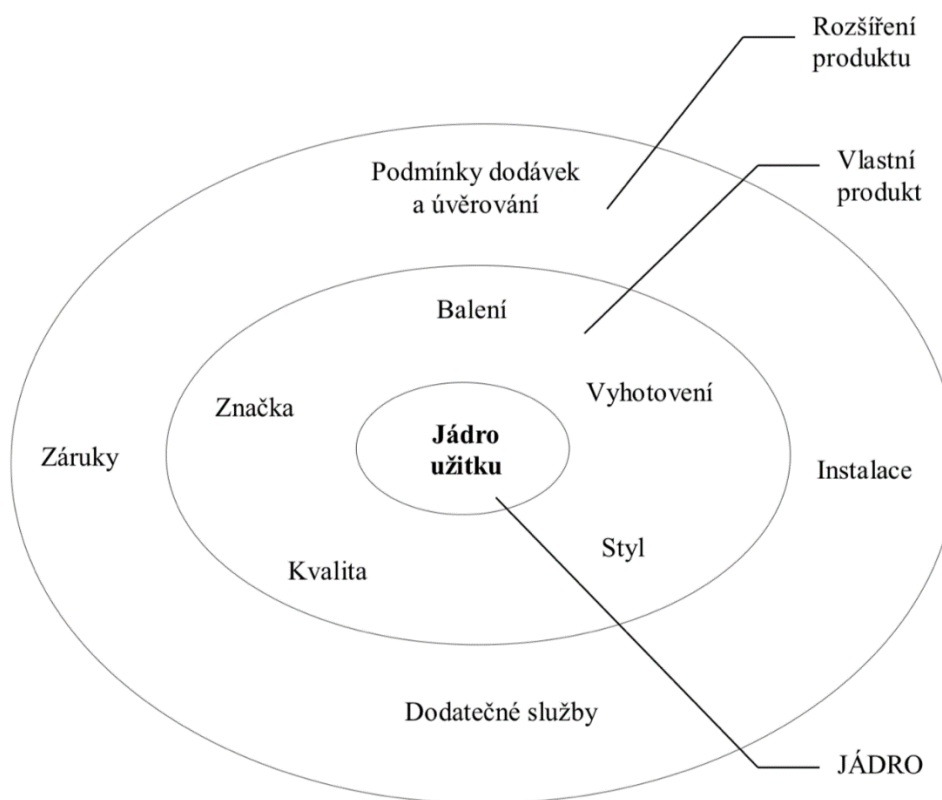 Rozšíření
produktu
Podmínky dodávek
a úvěrování
Vlastní
produkt
Balení
Značka
Vyhotovení
Jádro
užitku
Záruky
Instalace
Kvalita
Styl
Dodatečné služby
JÁDRO